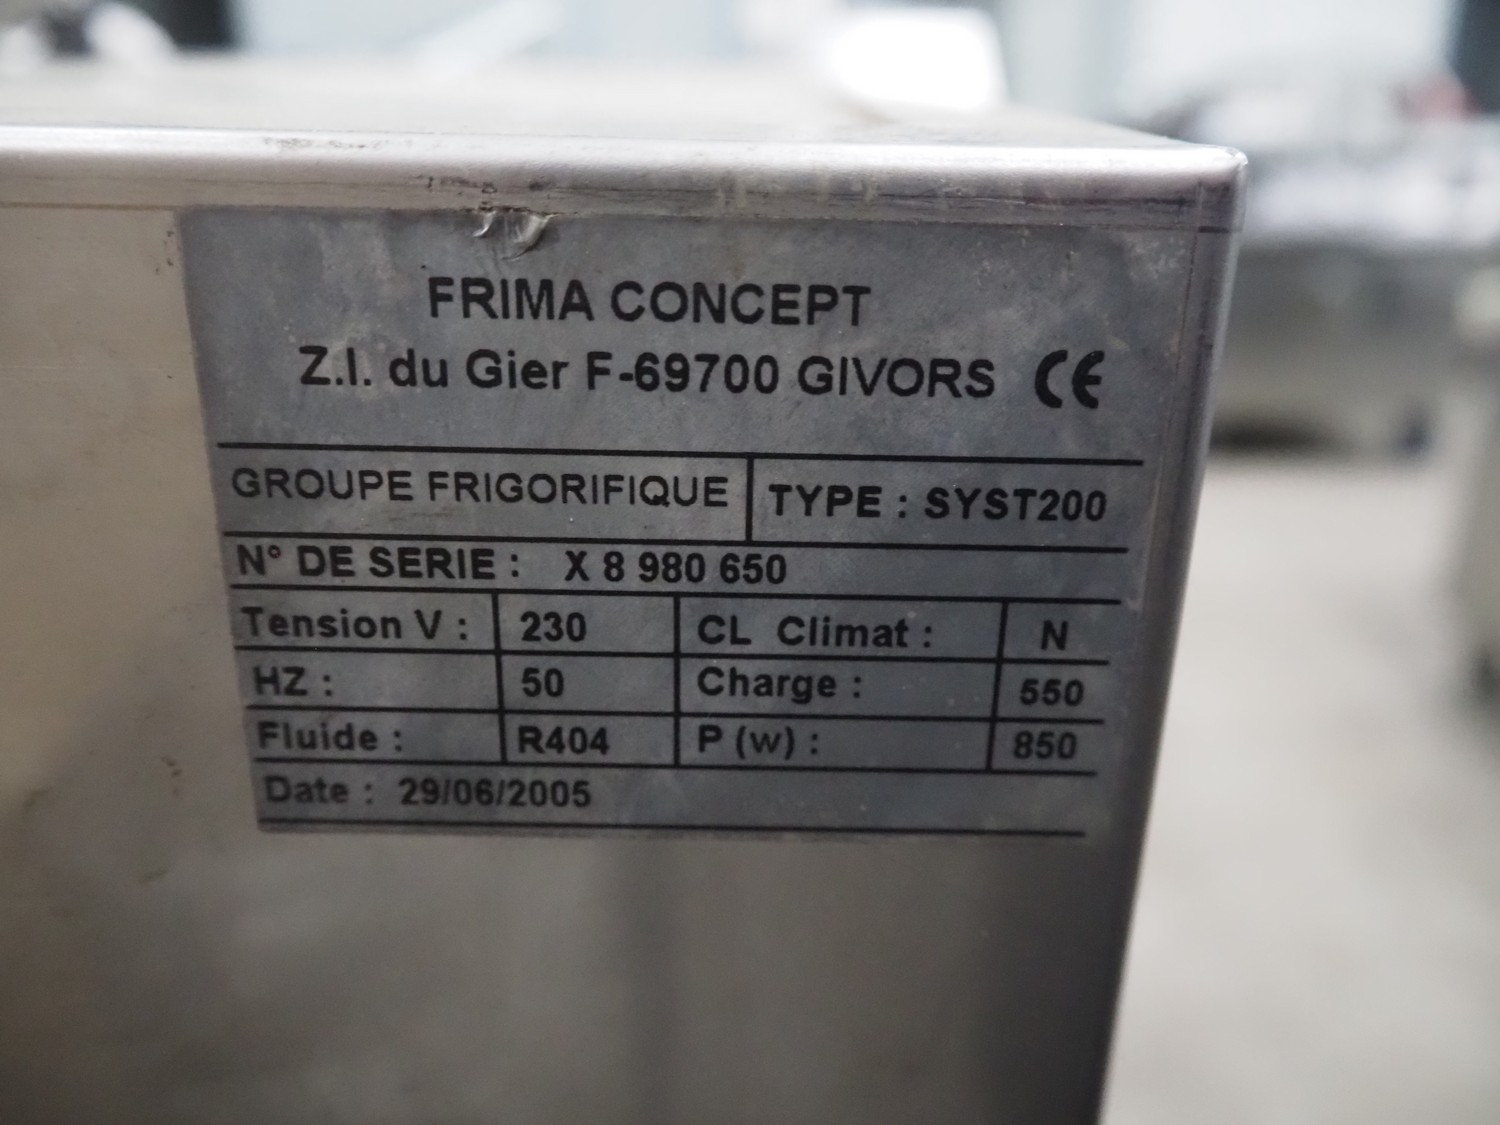 FRIMA CONCEPT
Z.I. du Gier F-69700 GIVORS CE
GROUPE FRIGORIFIQUE TYPE : SYST200
N° DE SERIE : X 8 980 650
Tension V : 230 CL Climat : N
HZ : 50 Charge : 550
Fluide : R404 P (w) : 850
Date : 29/06/2005